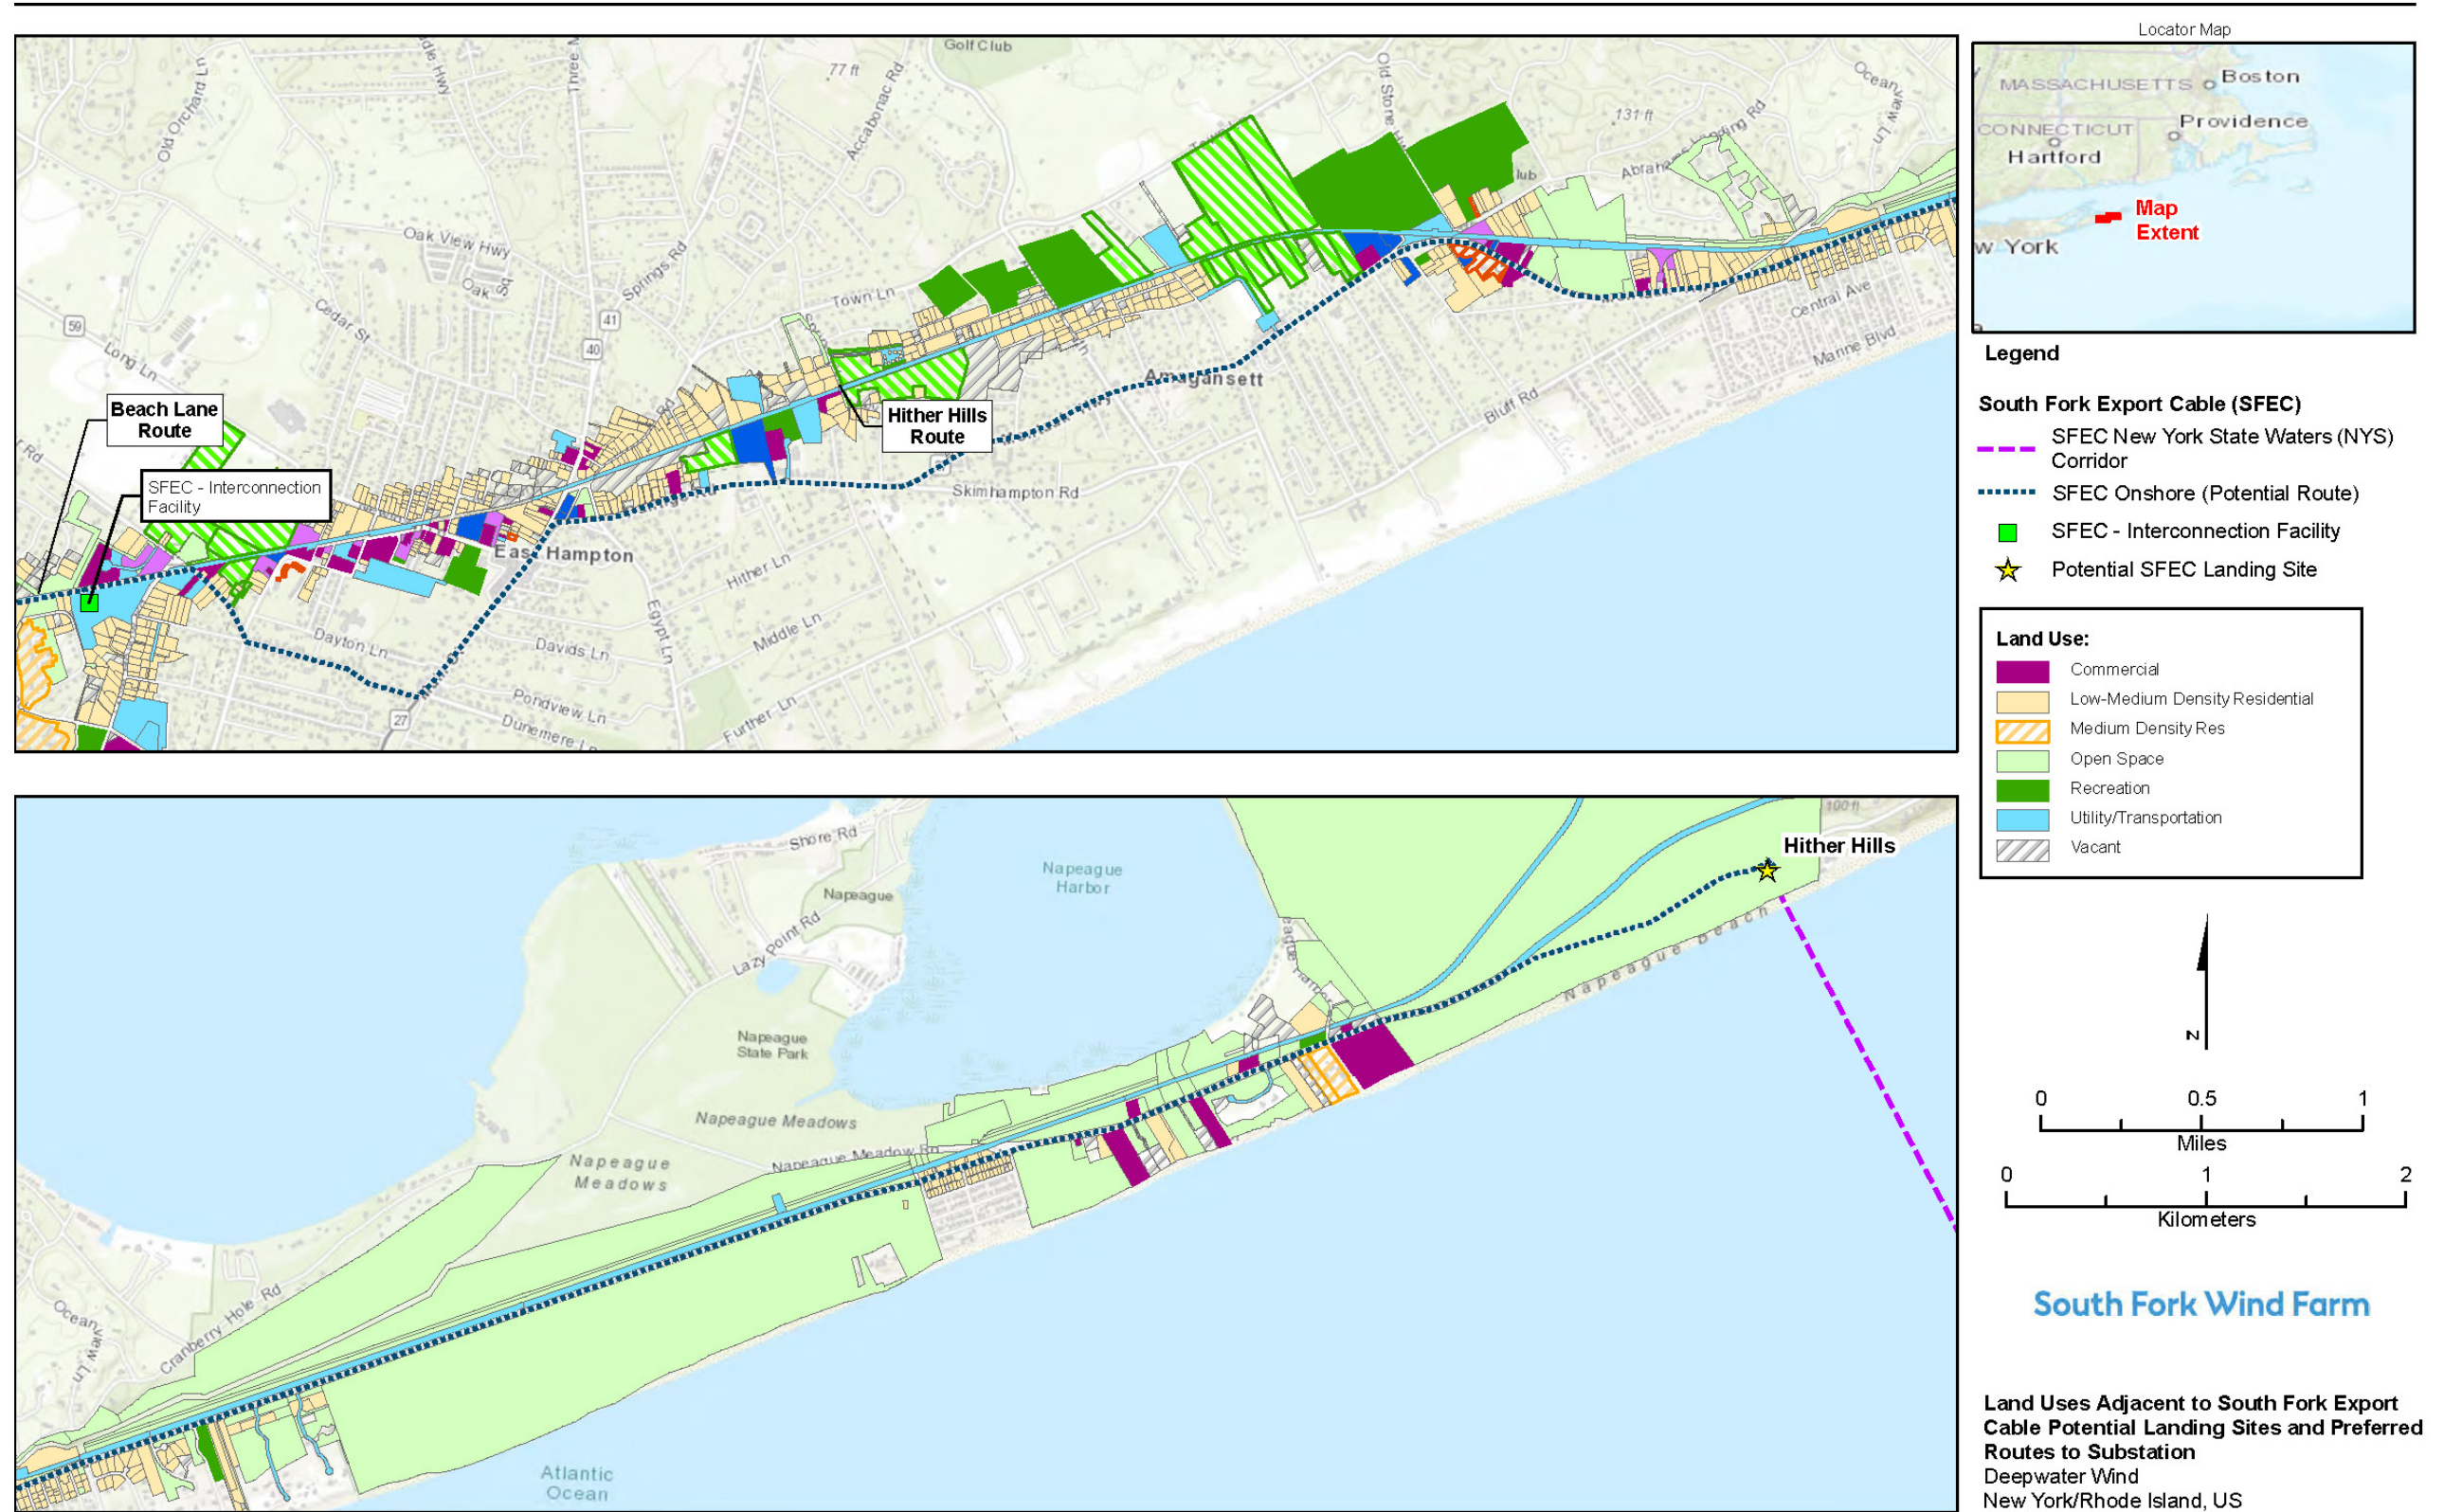 Golf Club
77 ft
Old Orchard Ln
Accabonac Rd
131 ft
Oak View Hwy
Oak
Sq
Springs Rd
Cedar St
Town Ln
59
41
40
Long Ln
Central Ave
Marine Blvd
Amagansett
Bluff Rd
Beach Lane
Route
Hither Hills
Route
SFEC - Interconnection
Facility
Skimhampton Rd
East Hampton
Hither Ln
Egypt Ln
Middle Ln
Dayton Ln
Davids Ln
Pondview Ln
Further Ln
27
Locator Map
MASSACHUSETTS
Boston
CONNECTICUT
Providence
Hartford
Map
Extent
w York
Legend
South Fork Export Cable (SFEC)
SFEC New York State Waters (NYS)
Corridor
SFEC Onshore (Potential Route)
SFEC - Interconnection Facility
Potential SFEC Landing Site
Land Use:
Commercial
Low-Medium Density Residential
Medium Density Res
Open Space
Recreation
Utility/Transportation
Vacant
100 ft
Shore Rd
Hither Hills
Napeague
Harbor
Napeague
Lazy Point Rd
Napeague Beach
Napeague
State Park
Napeague Meadows
Napeague Meadow Rd
Napeague
Meadows
Cranberry Hole Rd
Oceanview Ln
Atlantic
Ocean
N
0 0.5 1
Miles
0 1 2
Kilometers
South Fork Wind Farm
Land Uses Adjacent to South Fork Export
Cable Potential Landing Sites and Preferred
Routes to Substation
Deepwater Wind
New York/Rhode Island, US